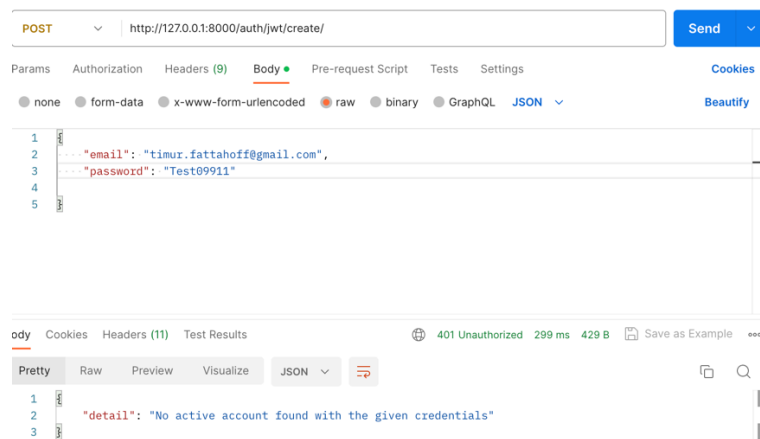 POST http://127.0.0.1:8000/auth/jwt/create/ Send
Params Authorization Headers (9) Body Pre-request Script Tests Settings Cookies
none form-data x-www-form-urlencoded raw binary GraphQL JSON Beautify
1 {
2 "email": "timur.fattahoff@gmail.com",
3 "password": "Test09911"
4
5 }
ody Cookies Headers (11) Test Results 401 Unauthorized 299 ms 429 B Save as Example
Pretty Raw Preview Visualize JSON
1 {
2 "detail": "No active account found with the given credentials"
3 }